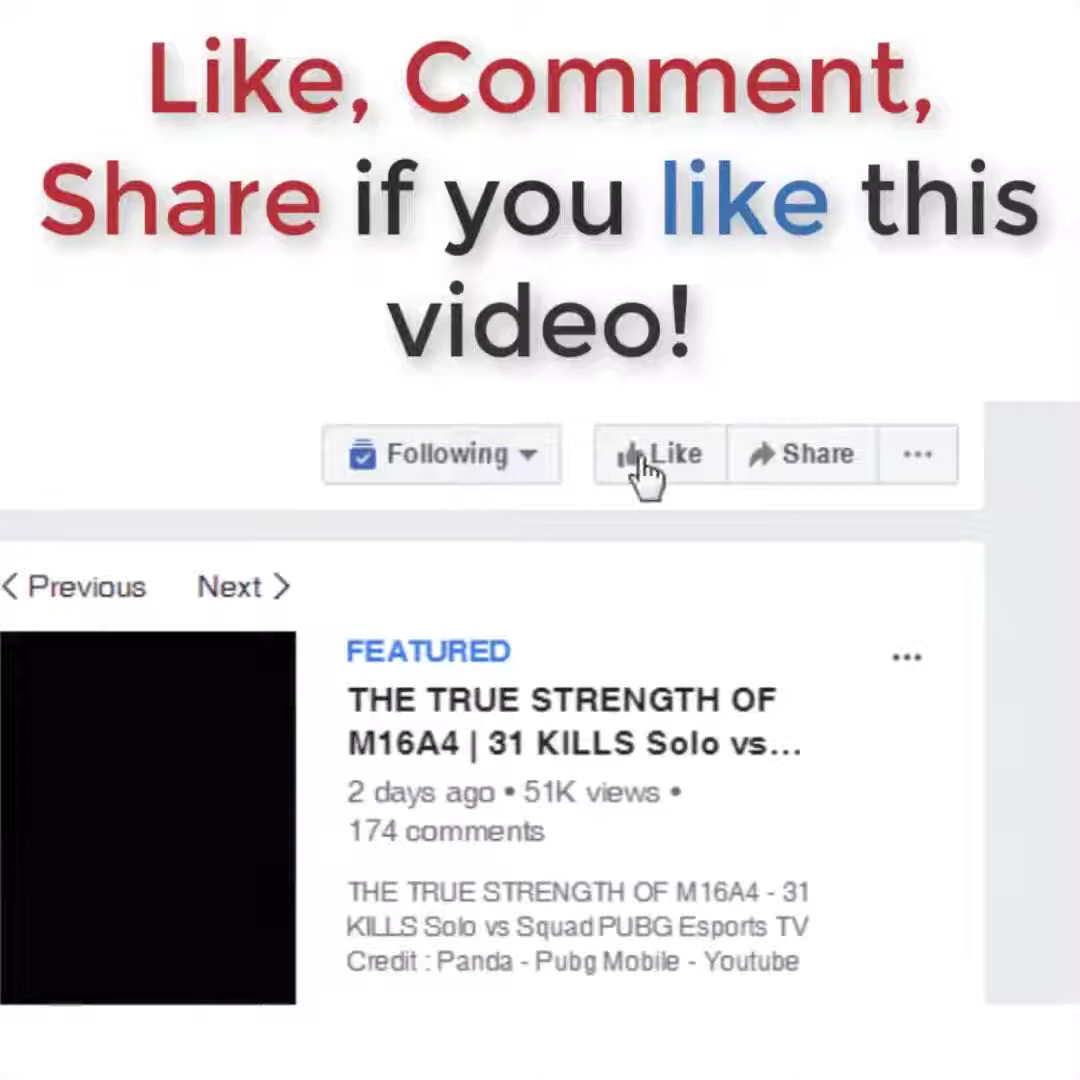 Like, Comment,
Share if you like this
video!
Following
Like
Share
Previous
Next
FEATURED
THE TRUE STRENGTH OF
M16A4 | 31 KILLS Solo vs...
2 days ago • 51K views •
174 comments
THE TRUE STRENGTH OF M16A4 - 31
KILLS Solo vs Squad PUBG Esports TV
Credit : Panda - Pubg Mobile - Youtube